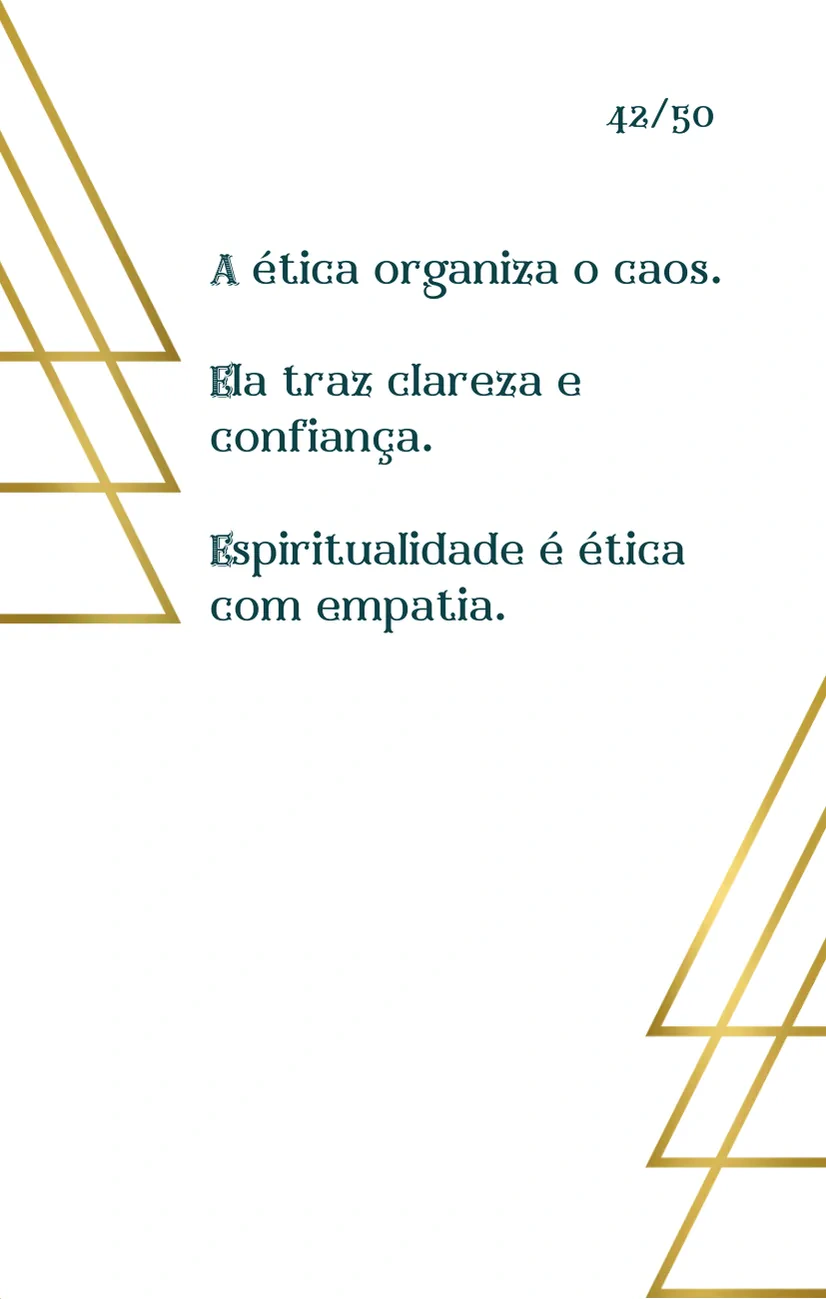 42/50
A ética organiza o caos.
Ela traz clareza e
confiança.
Espiritualidade é ética
com empatia.